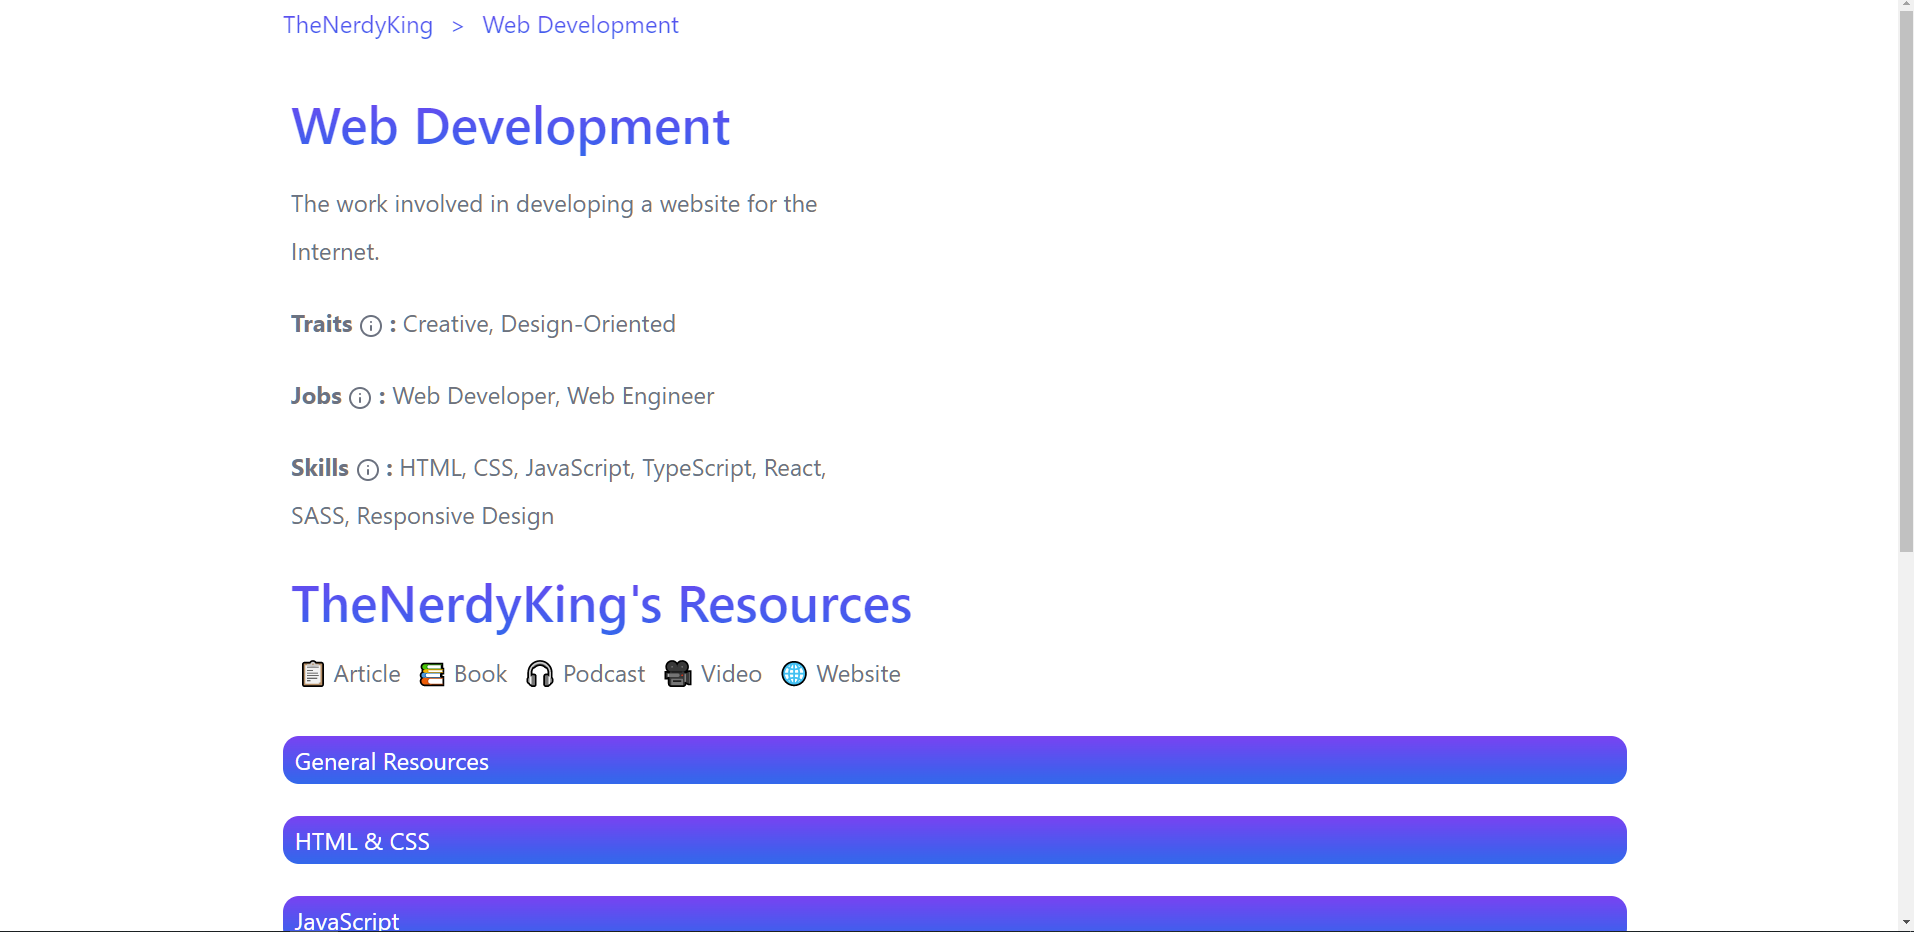 TheNerdyKing > Web Development
Web Development
The work involved in developing a website for the
Internet.
Traits : Creative, Design-Oriented
Jobs : Web Developer, Web Engineer
Skills : HTML, CSS, JavaScript, TypeScript, React,
SASS, Responsive Design
TheNerdyKing's Resources
Article Book Podcast Video Website
General Resources
HTML & CSS
JavaScript